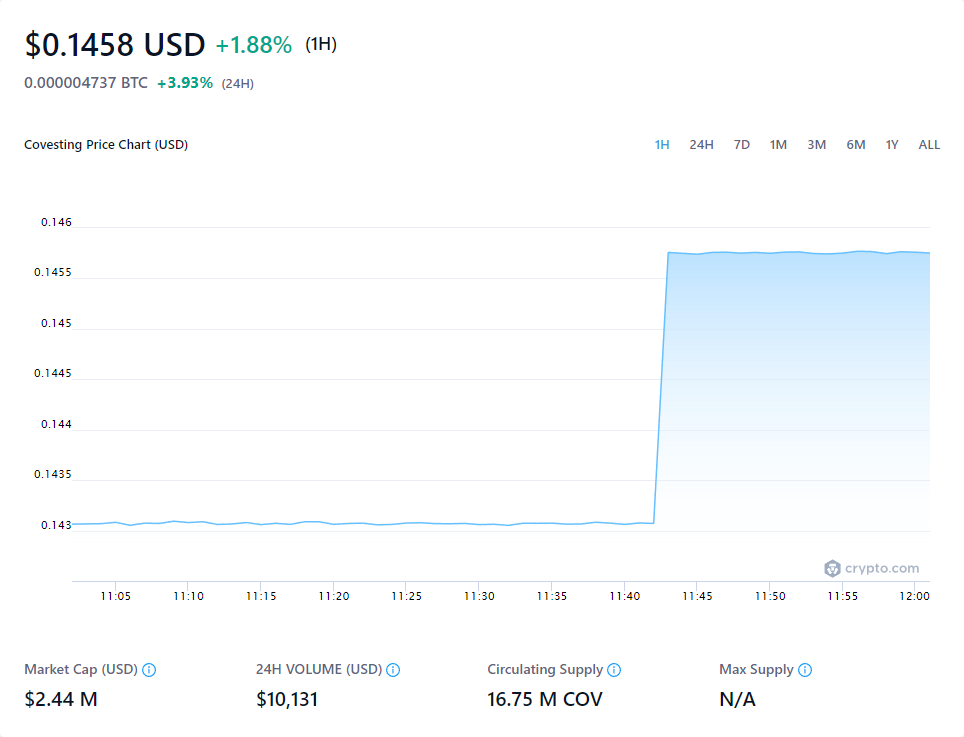 $0.1458 USD +1.88% (1H)
0.000004737 BTC +3.93% (24H)
Covesting Price Chart (USD) 1H 24H 7D 1M 3M 6M 1Y ALL
0.146
0.1455
0.145
0.1445
0.144
0.1435
0.143
crypto.com
11:05 11:10 11:15 11:20 11:25 11:30 11:35 11:40 11:45 11:50 11:55 12:00
Market Cap (USD) 24H VOLUME (USD) Circulating Supply Max Supply
$2.44 M $10,131 16.75 M COV N/A